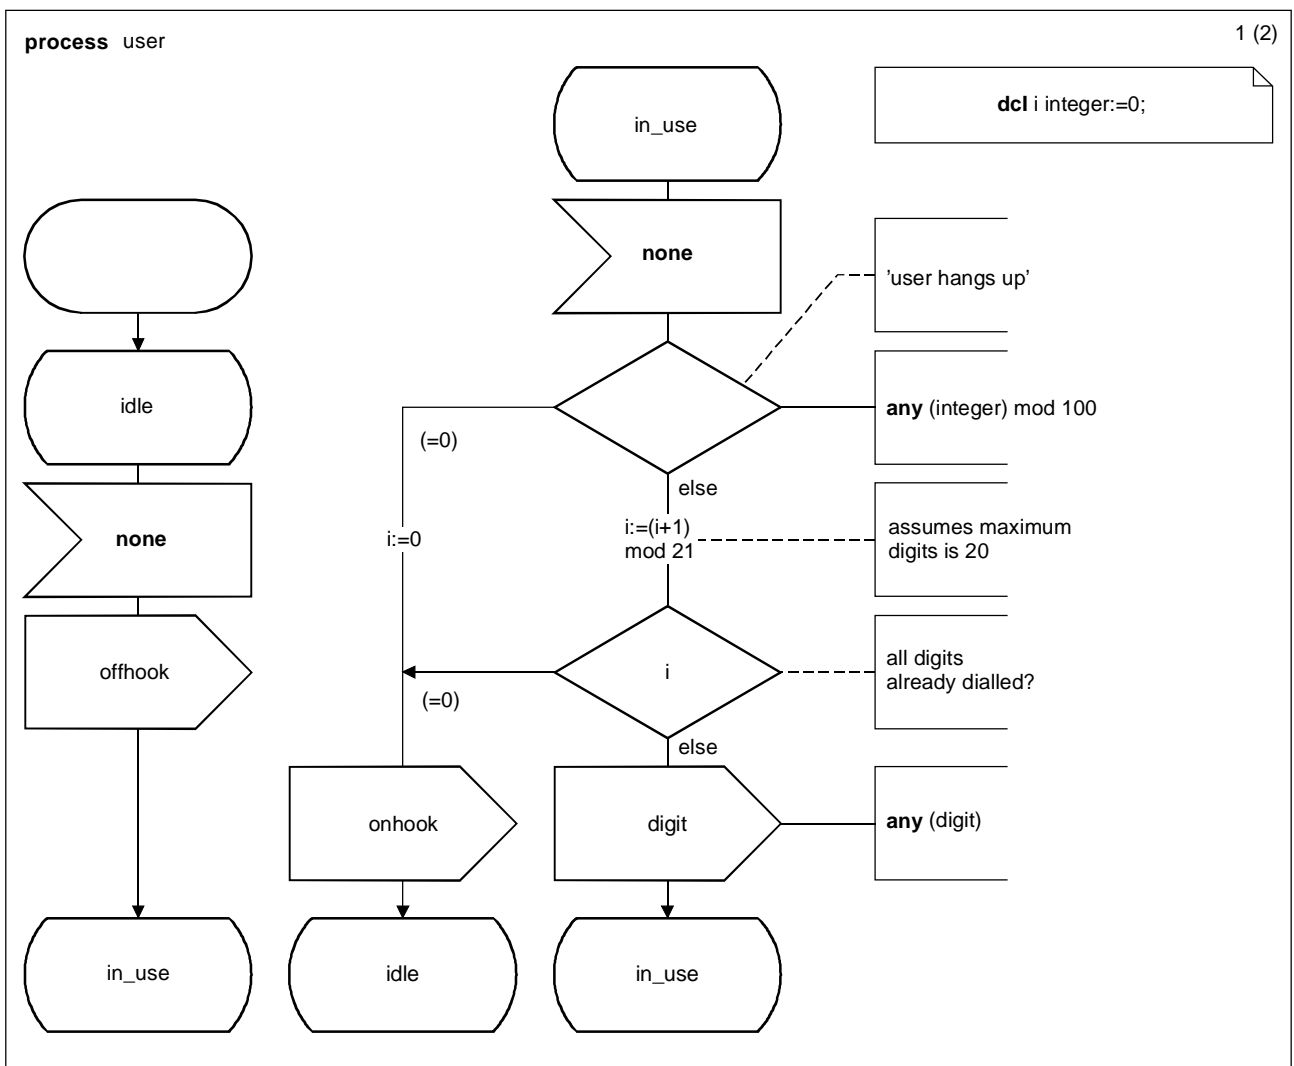 process user
1 (2)
in_use
dcl i integer:=0;
none
’user hangs up’
idle
any (integer) mod 100
(=0)
else
none
i:=0
i:=(i+1)
mod 21
assumes maximum
digits is 20
offhook
i
all digits
already dialled?
(=0)
else
onhook
digit
any (digit)
in_use
idle
in_use